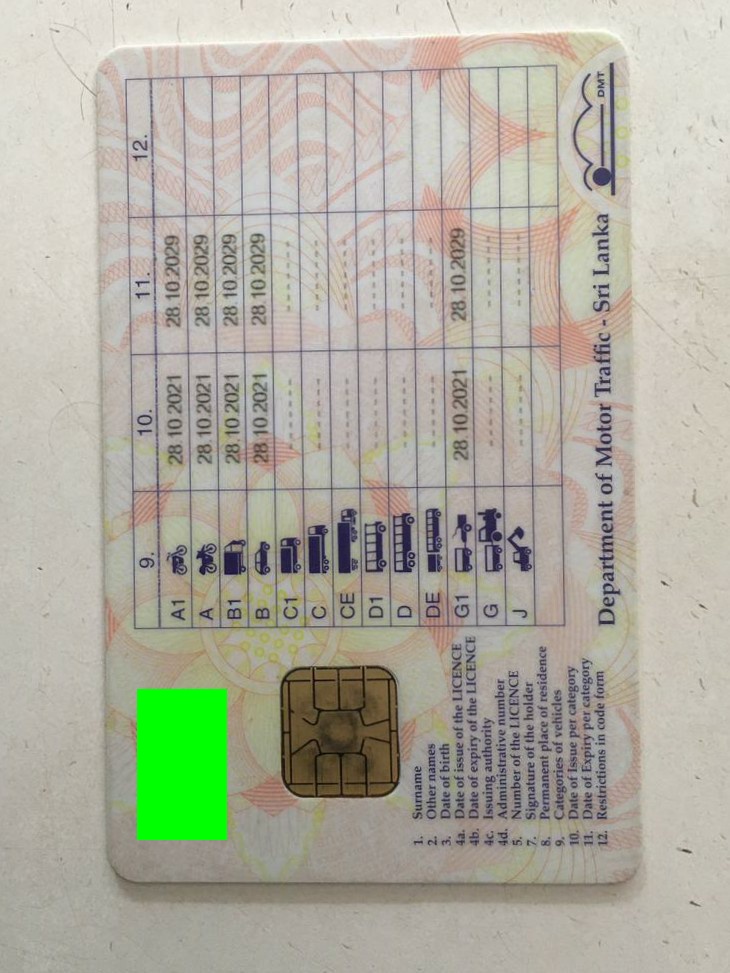 9. 10. 11. 12.
A1 28.10.2021 28.10.2029
A 28.10.2021 28.10.2029
B1 28.10.2021 28.10.2029
B 28.10.2021 28.10.2029
C1 ------- -------
C ------- -------
CE ------- -------
D1 ------- -------
D ------- -------
DE ------- -------
G1 28.10.2021 28.10.2029
G ------- -------
J ------- -------
1. Surname
2. Other names
3. Date of birth
4a. Date of issue of the LICENCE
4b. Date of expiry of the LICENCE
4c. Issuing authority
4d. Administrative number
5. Number of the LICENCE
7. Signature of the holder
8. Permanent place of residence
9. Categories of vehicles
10. Date of Issue per category
11. Date of Expiry per category
12. Restrictions in code form
Department of Motor Traffic - Sri Lanka
DMT